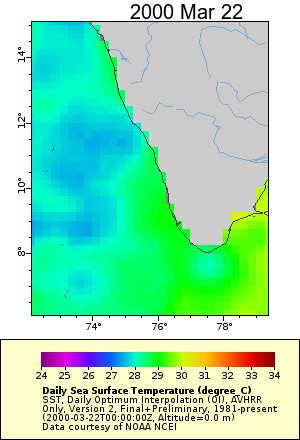 2000 Mar 22
14°
12°
10°
8°
74°
76°
78°
24 25 26 27 28 29 30 31 32 33 34
Daily Sea Surface Temperature (degree_C)
SST, Daily Optimum Interpolation (OI), AVHRR
Only, Version 2, Final+Preliminary, 1981-present
(2000-03-22T00:00:00Z, Altitude=0.0 m)
Data courtesy of NOAA NCEI